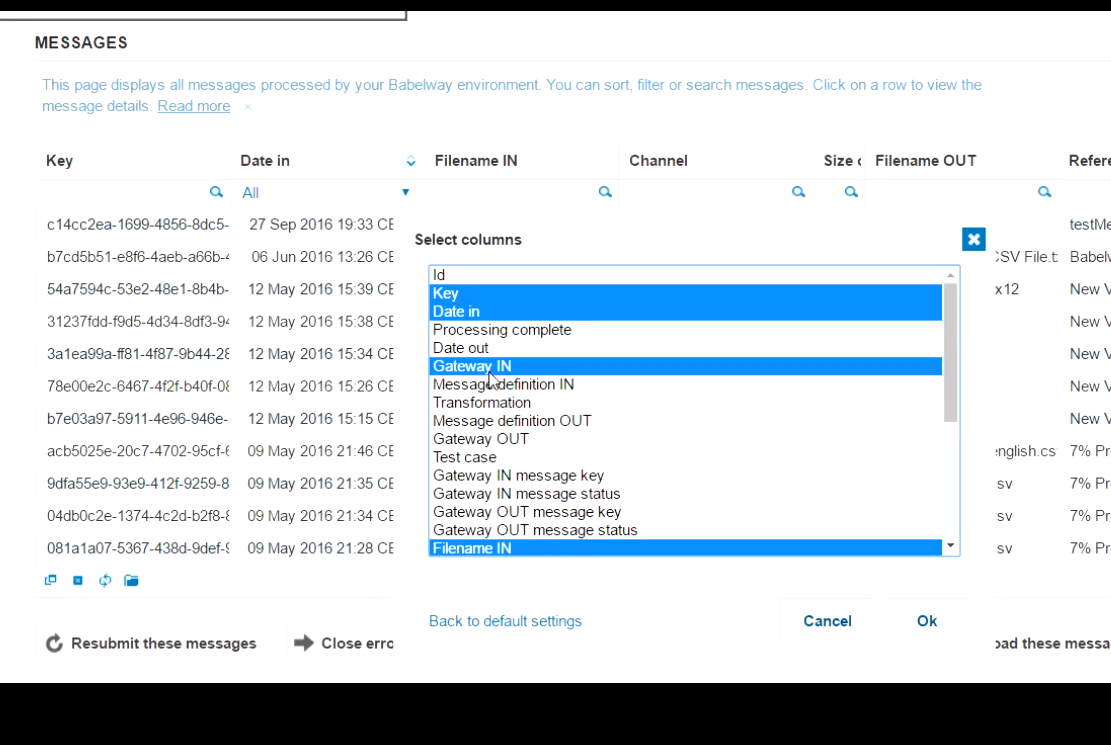 MESSAGES
This page displays all messages processed by your Babelway environment. You can sort, filter or search messages. Click on a row to view the
message details. Read more ×
Key Date in Filename IN Channel Size Filename OUT
All
c14cc2ea-1699-4856-8dc5- 27 Sep 2016 19:33 CE
b7cd5b51-e8f6-4aeb-a66b- 06 Jun 2016 13:26 CE CSV File.t
54a7594c-53e2-48e1-8b4b- 12 May 2016 15:39 CE x12 New V
31237fdd-f9d5-4d34-8df3-9 12 May 2016 15:38 CE New V
3a1ea99a-ff81-4f87-9b44-28 12 May 2016 15:34 CE New V
78e00e2c-6467-4f2f-b40f-08 12 May 2016 15:26 CE New V
b7e03a97-5911-4e96-946e- 12 May 2016 15:15 CE New V
acb5025e-20c7-4702-95cf- 09 May 2016 21:46 CE english.cs 7% Pr
9dfa55e9-93e9-412f-9259-8 09 May 2016 21:35 CE sv 7% Pr
04db0c2e-1374-4c2d-b2f8- 09 May 2016 21:34 CE sv 7% Pr
081a1a07-5367-438d-9def- 09 May 2016 21:28 CE sv 7% Pr
Select columns
Id
Key
Date in
Processing complete
Date out
Gateway IN
Message definition IN
Transformation
Message definition OUT
Gateway OUT
Test case
Gateway IN message key
Gateway IN message status
Gateway OUT message key
Gateway OUT message status
Filename IN
Back to default settings Cancel Ok
Resubmit these messages Close erro oad these messa